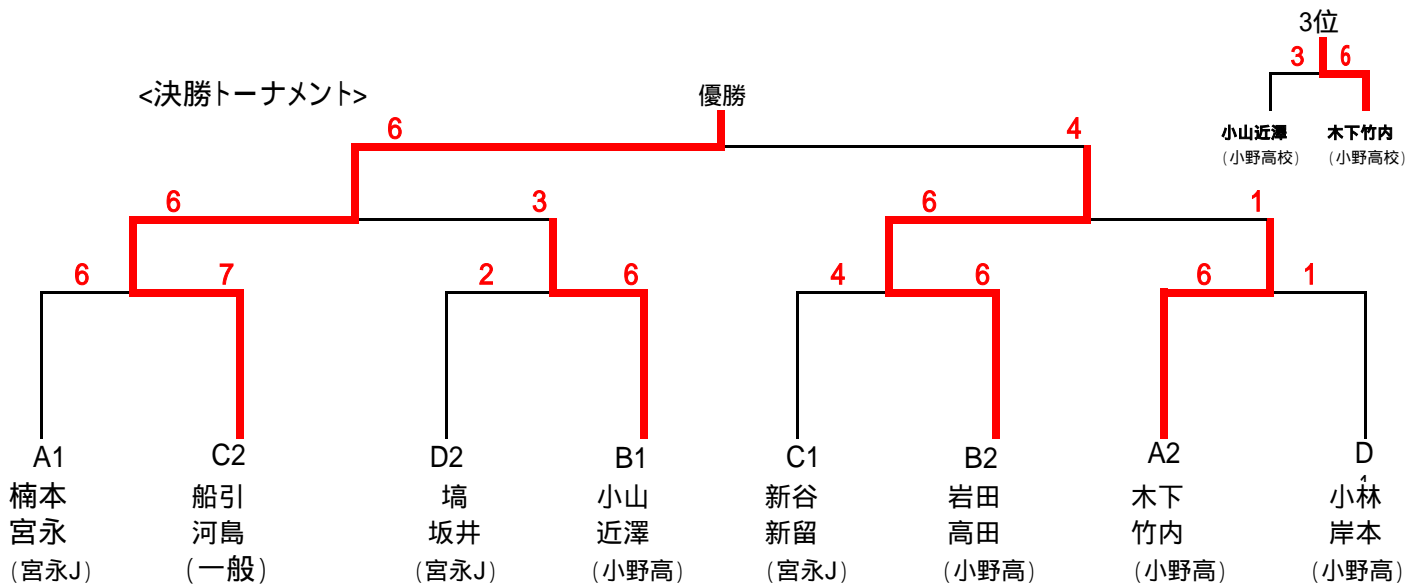 3位
3 6
<決勝トーナメント>
優勝
6 4
小山近澤 木下竹内
(小野高校) (小野高校)
6 3 6 1
6 7 2 6 4 6 6 1
A1 C2 D2 B1 C1 B2 A2 D1
楠本 船引 塙 小山 新谷 岩田 木下 小林
宮永 河島 坂井 近澤 新留 高田 竹内 岸本
(宮永J) (一般) (宮永J) (小野高) (宮永J) (小野高) (小野高) (小野高)